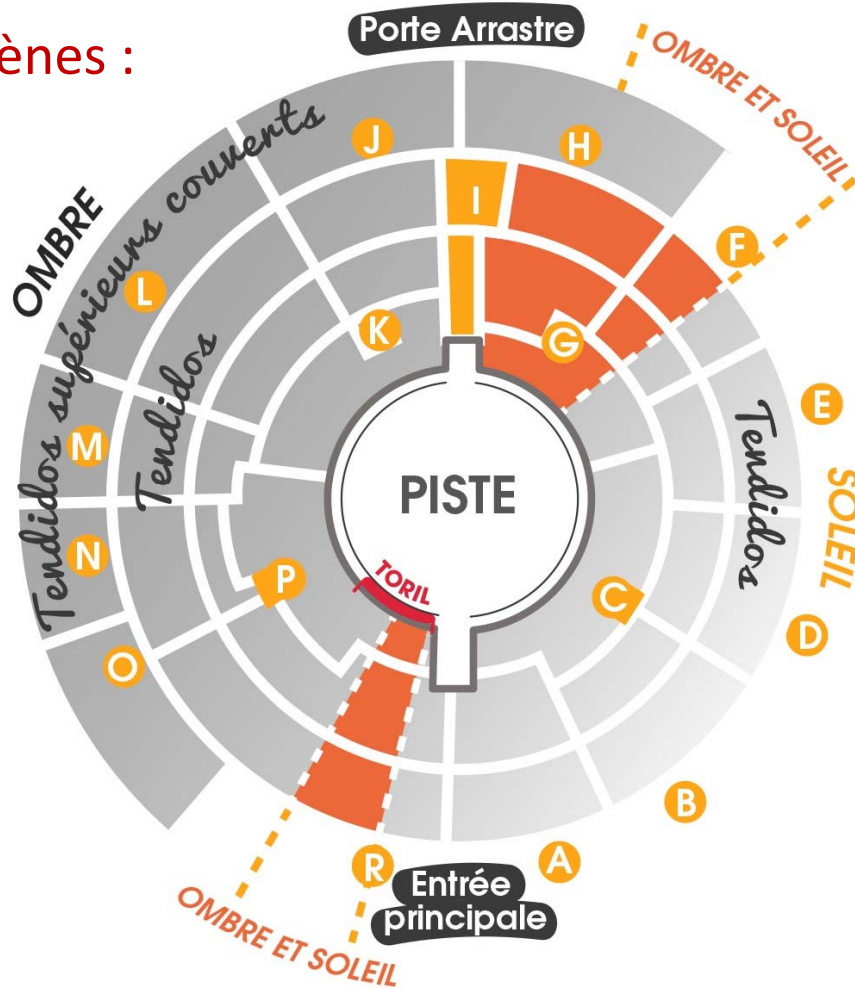 ènes :
Porte Arrastre
OMBRE ET SOLEIL
OMBRE
Tendidos supérieurs couverts
Tendidos
J
H
I
F
L
K
G
E
Tendidos
SOLEIL
M
PISTE
N
P
TORIL
C
D
O
B
R
A
Entrée
principale
OMBRE ET SOLEIL